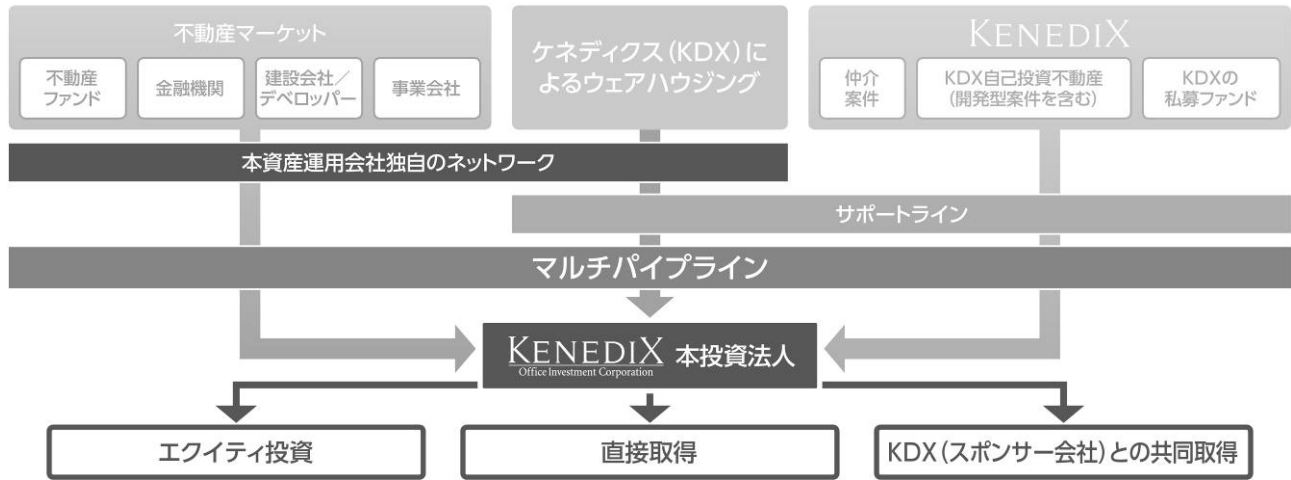 不動産マーケット
不動産
ファンド
金融機関
建設会社／
デベロッパー
事業会社
ケネディクス（KDX）に
よるウェアハウジング
KENEDIX
仲介
案件
KDX自己投資不動産
（開発型案件を含む）
KDXの
私募ファンド
本資産運用会社独自のネットワーク
サポートライン
マルチパイプライン
KENEDIX 本投資法人
Office Investment Corporation
エクイティ投資
直接取得
KDX（スポンサー会社）との共同取得